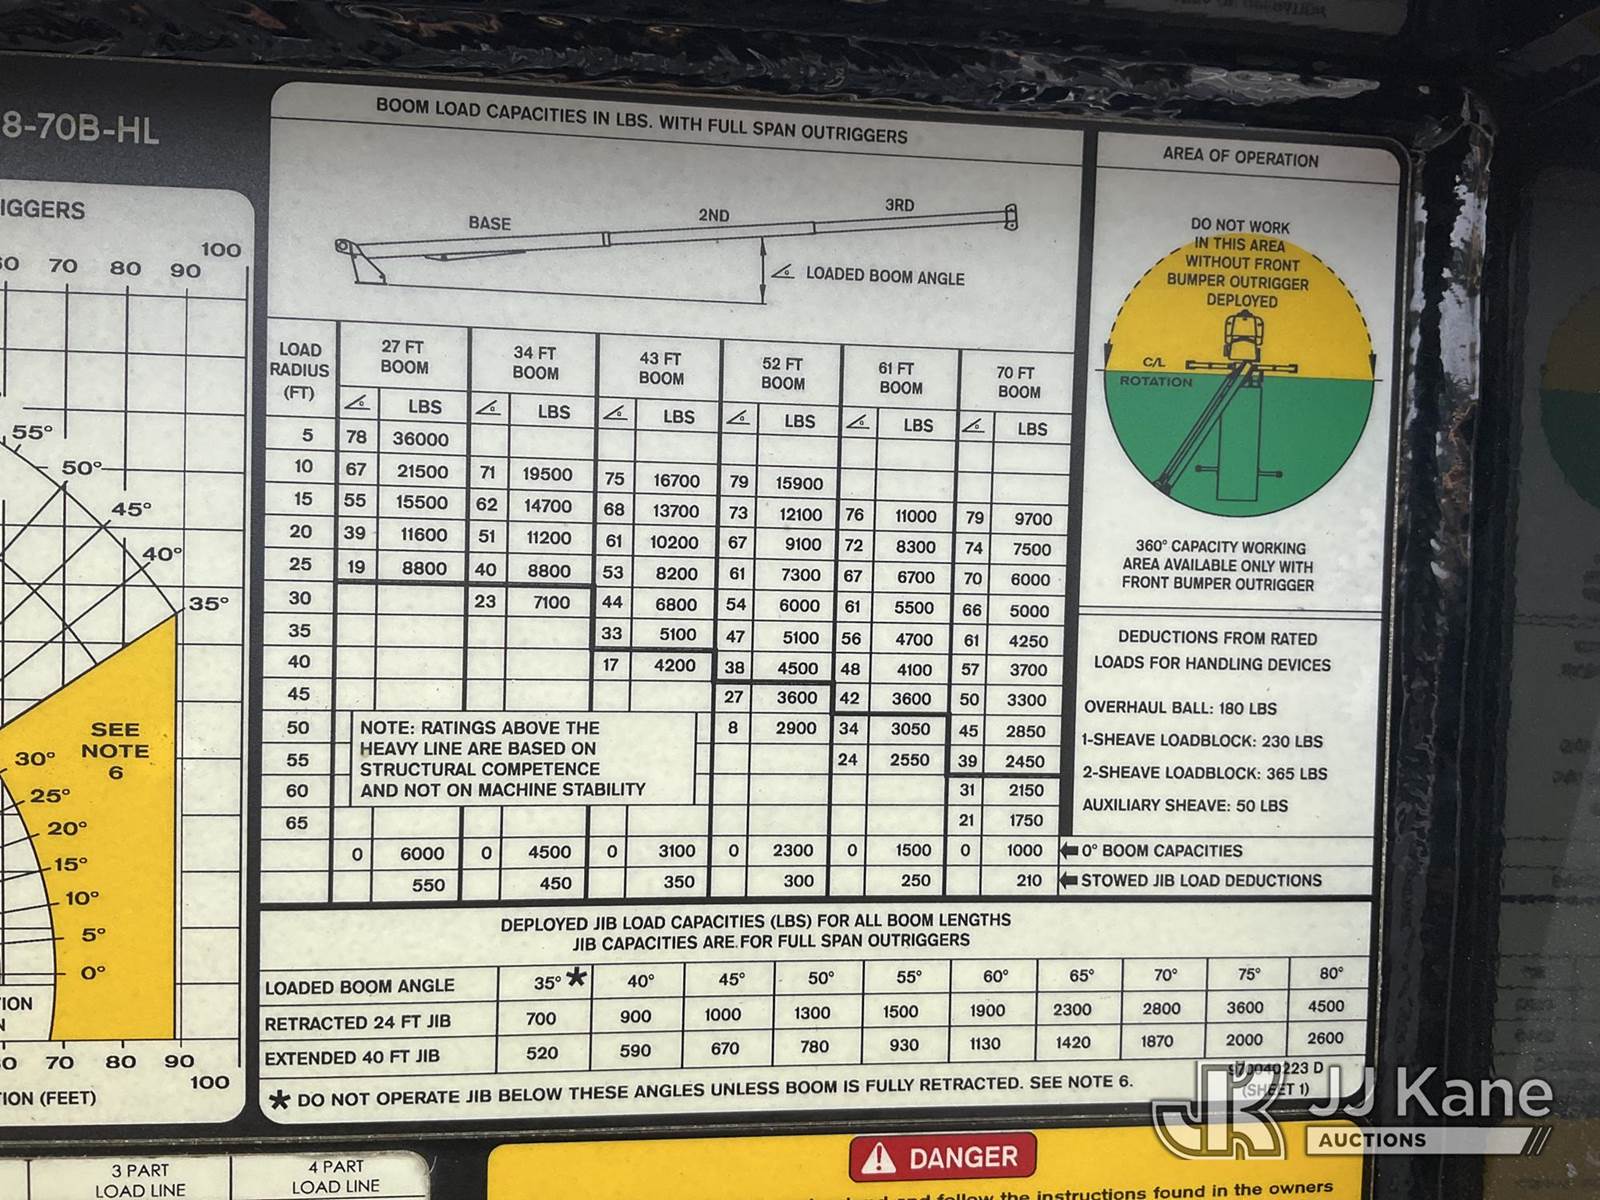 8-70B-HL
IGGERS
100
60 70 80 90
55°
50°
45°
40°
35°
SEE
NOTE
6
30°
25°
20°
15°
10°
5°
0°
70 80 90
100
ION (FEET)
3 PART
LOAD LINE
4 PART
LOAD LINE
BOOM LOAD CAPACITIES IN LBS. WITH FULL SPAN OUTRIGGERS
BASE 2ND 3RD
LOADED BOOM ANGLE
LOAD RADIUS (FT) 27 FT BOOM 34 FT BOOM 43 FT BOOM 52 FT BOOM 61 FT BOOM 70 FT BOOM
LBS LBS LBS LBS LBS LBS
5 78 36000
10 67 21500 71 19500 75 16700 79 15900
15 55 15500 62 14700 68 13700 73 12100 76 11000 79 9700
20 39 11600 51 11200 61 10200 67 9100 72 8300 74 7500
25 19 8800 40 8800 53 8200 61 7300 67 6700 70 6000
30 23 7100 44 6800 54 6000 61 5500 66 5000
35 33 5100 47 5100 56 4700 61 4250
40 17 4200 38 4500 48 4100 57 3700
45 27 3600 42 3600 50 3300
50 8 2900 34 3050 45 2850
55 24 2550 39 2450
60 31 2150
65 21 1750
NOTE: RATINGS ABOVE THE
HEAVY LINE ARE BASED ON
STRUCTURAL COMPETENCE
AND NOT ON MACHINE STABILITY
0 6000 0 4500 0 3100 0 2300 0 1500 0 1000 0° BOOM CAPACITIES
550 450 350 300 250 210 STOWED JIB LOAD DEDUCTIONS
AREA OF OPERATION
DO NOT WORK
IN THIS AREA
WITHOUT FRONT
BUMPER OUTRIGGER
DEPLOYED
C/L
ROTATION
360° CAPACITY WORKING
AREA AVAILABLE ONLY WITH
FRONT BUMPER OUTRIGGER
DEDUCTIONS FROM RATED
LOADS FOR HANDLING DEVICES
OVERHAUL BALL: 180 LBS
1-SHEAVE LOADBLOCK: 230 LBS
2-SHEAVE LOADBLOCK: 365 LBS
AUXILIARY SHEAVE: 50 LBS
DEPLOYED JIB LOAD CAPACITIES (LBS) FOR ALL BOOM LENGTHS
JIB CAPACITIES ARE FOR FULL SPAN OUTRIGGERS
LOADED BOOM ANGLE 35°* 40° 45° 50° 55° 60° 65° 70° 75° 80°
RETRACTED 24 FT JIB 700 900 1000 1300 1500 1900 2300 2800 3600 4500
EXTENDED 40 FT JIB 520 590 670 780 930 1130 1420 1870 2000 2600
* DO NOT OPERATE JIB BELOW THESE ANGLES UNLESS BOOM IS FULLY RETRACTED. SEE NOTE 6.
970040223 D
(SHEET 1)
DANGER
and follow the instructions found in the owners
JK JJ Kane
AUCTIONS